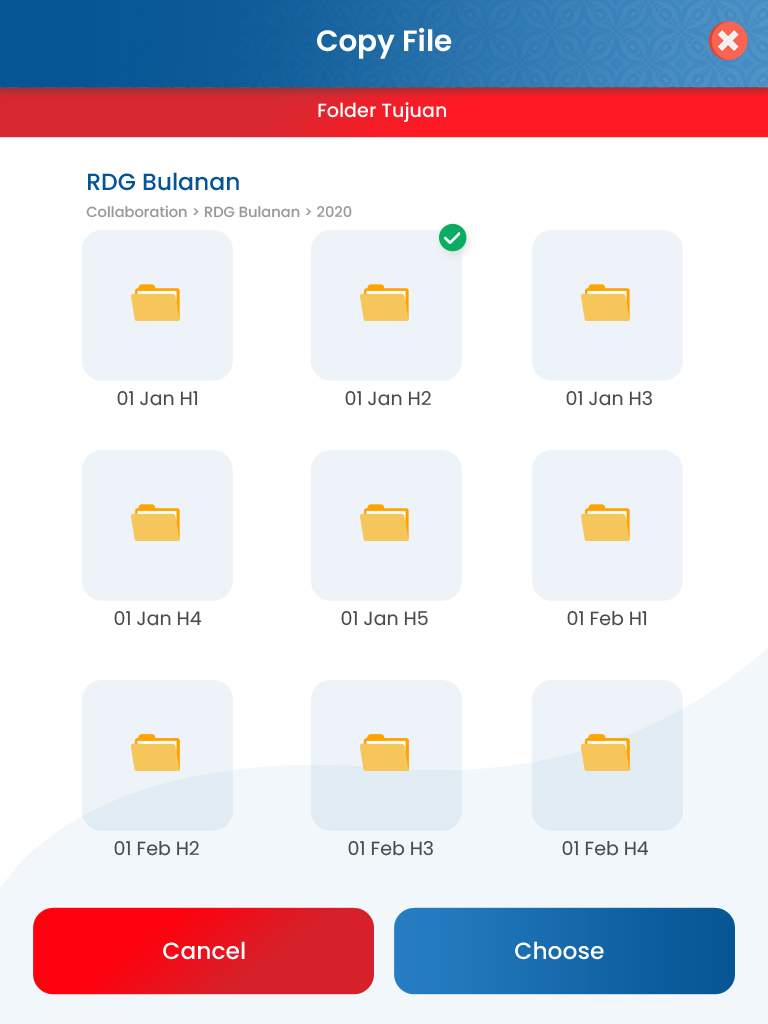 Copy File
Folder Tujuan
RDG Bulanan
Collaboration > RDG Bulanan > 2020
01 Jan H1
01 Jan H2
01 Jan H3
01 Jan H4
01 Jan H5
01 Feb H1
01 Feb H2
01 Feb H3
01 Feb H4
Cancel
Choose